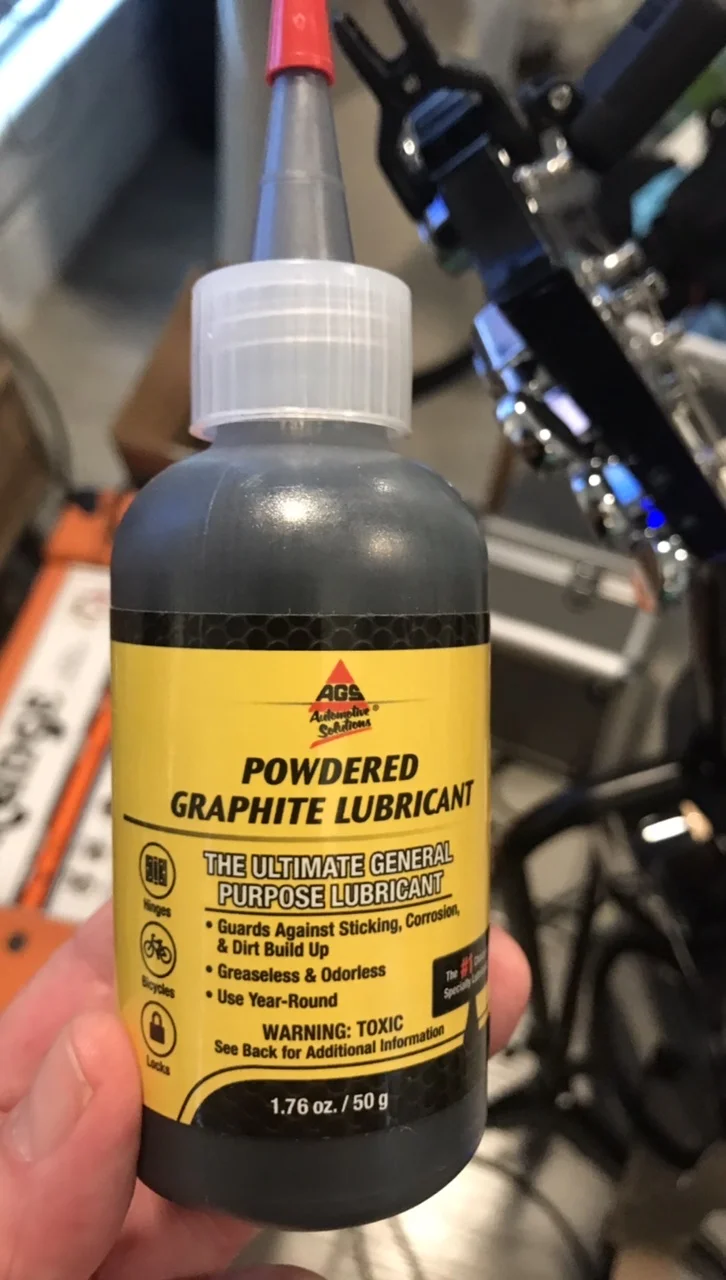 AGS
Automotive
Solutions®
POWDERED
GRAPHITE LUBRICANT
THE ULTIMATE GENERAL
PURPOSE LUBRICANT
Hinges
Bicycles
Locks
• Guards Against Sticking, Corrosion,
& Dirt Build Up
• Greaseless & Odorless
• Use Year-Round
The #1
Specialty
WARNING: TOXIC
See Back for Additional Information
1.76 oz. / 50 g